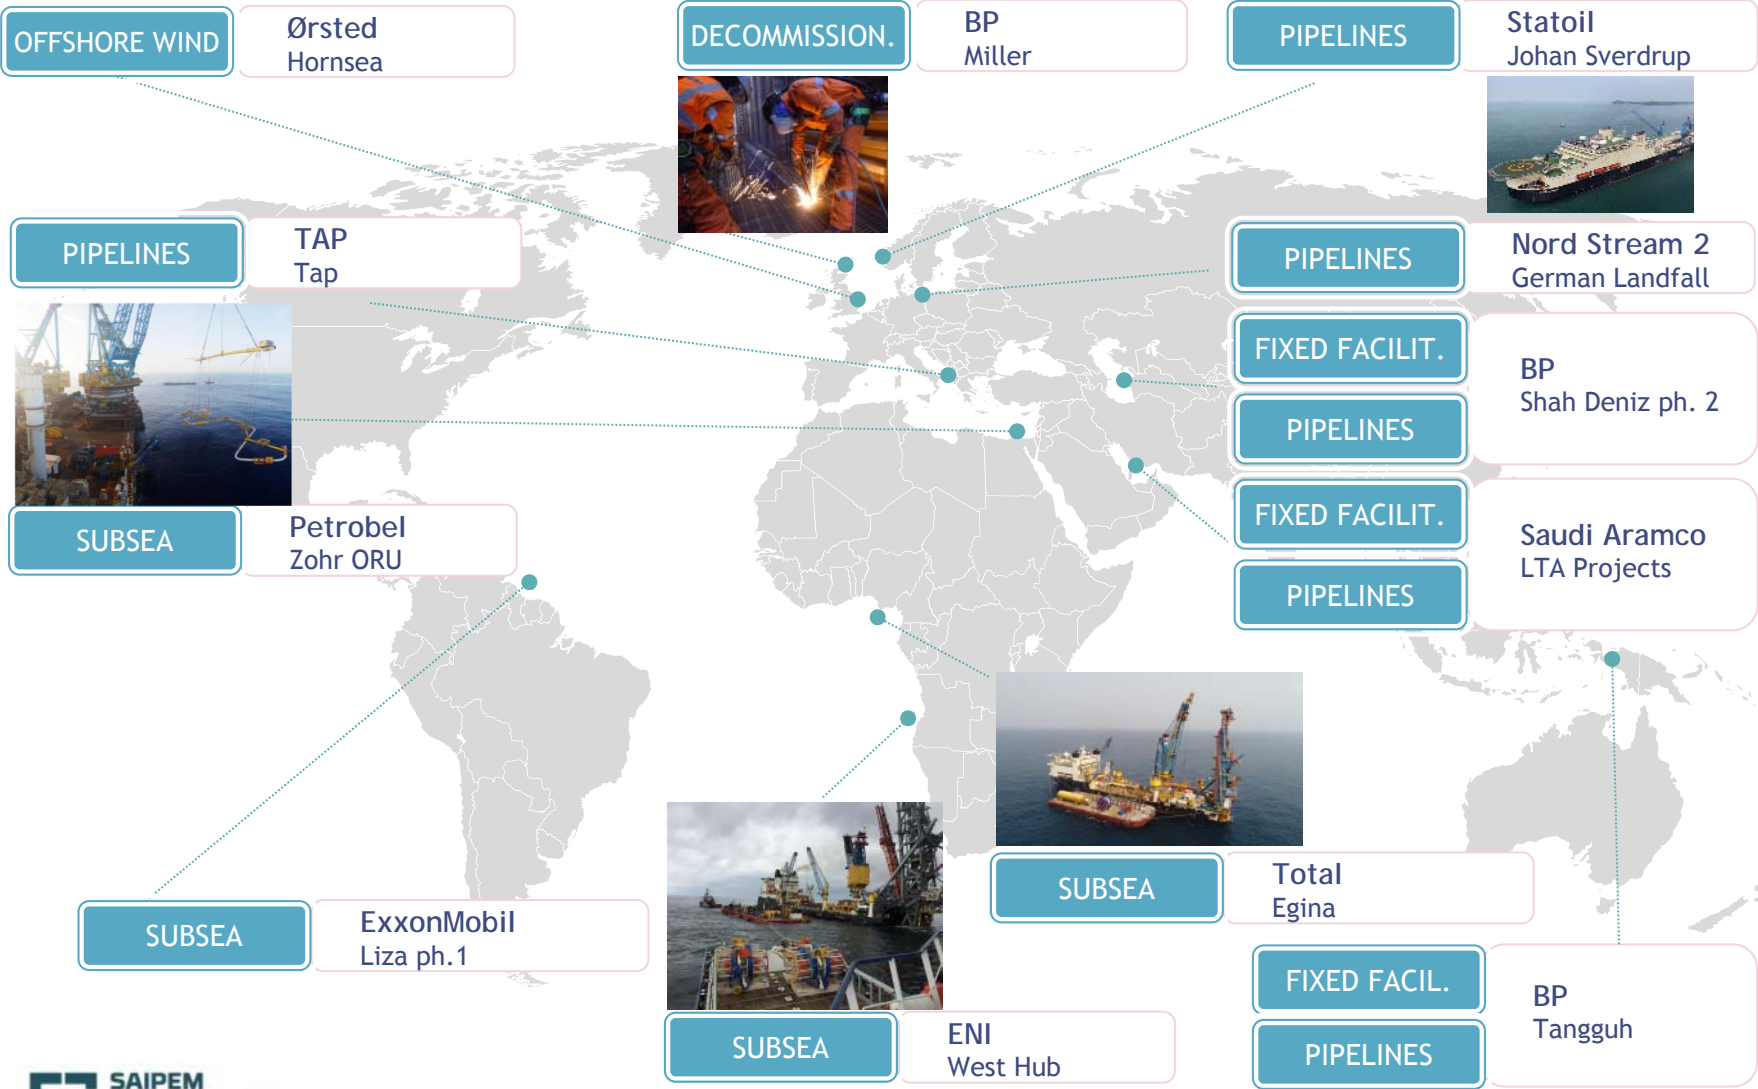 OFFSHORE WIND
Ørsted
Hornsea
DECOMMISSION.
BP
Miller
PIPELINES
Statoil
Johan Sverdrup
PIPELINES
TAP
Tap
PIPELINES
Nord Stream 2
German Landfall
FIXED FACILIT.
PIPELINES
BP
Shah Deniz ph. 2
FIXED FACILIT.
PIPELINES
Saudi Aramco
LTA Projects
SUBSEA
Petrobel
Zohr ORU
SUBSEA
Total
Egina
SUBSEA
ExxonMobil
Liza ph.1
FIXED FACIL.
PIPELINES
BP
Tangguh
SUBSEA
ENI
West Hub
SAIPEM